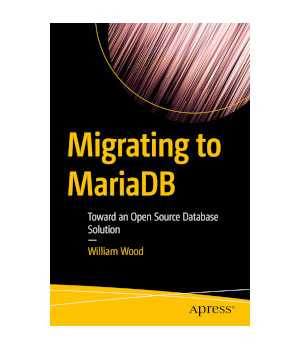 Migrating to
MariaDB
Toward an Open Source Database
Solution
—
William Wood
Apress®